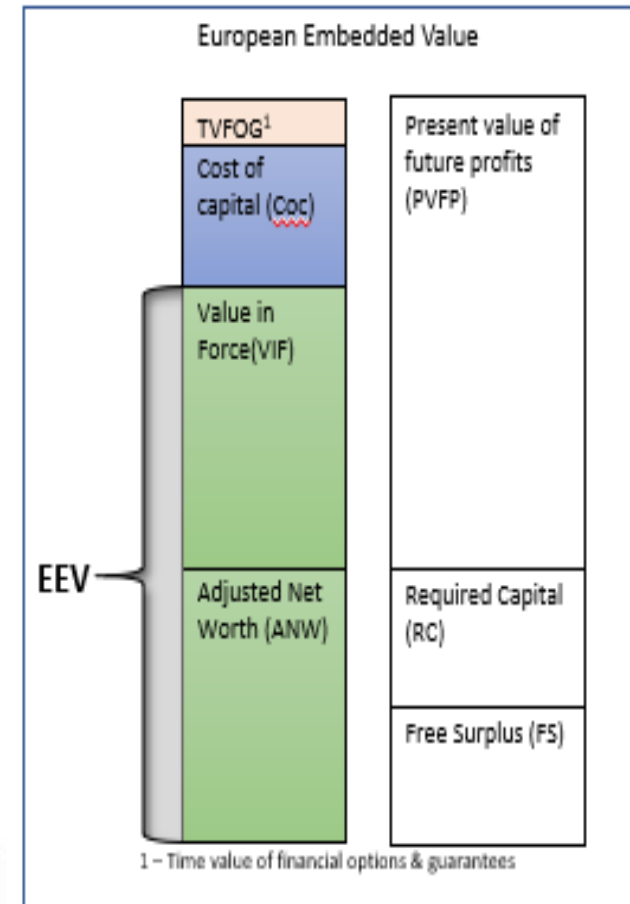 European Embedded Value
TVFOG¹
Cost of
capital (Coc)
Value in
Force(VIF)
EEV
Adjusted Net
Worth (ANW)
Present value of
future profits
(PVFP)
Required Capital
(RC)
Free Surplus (FS)
1 – Time value of financial options & guarantees